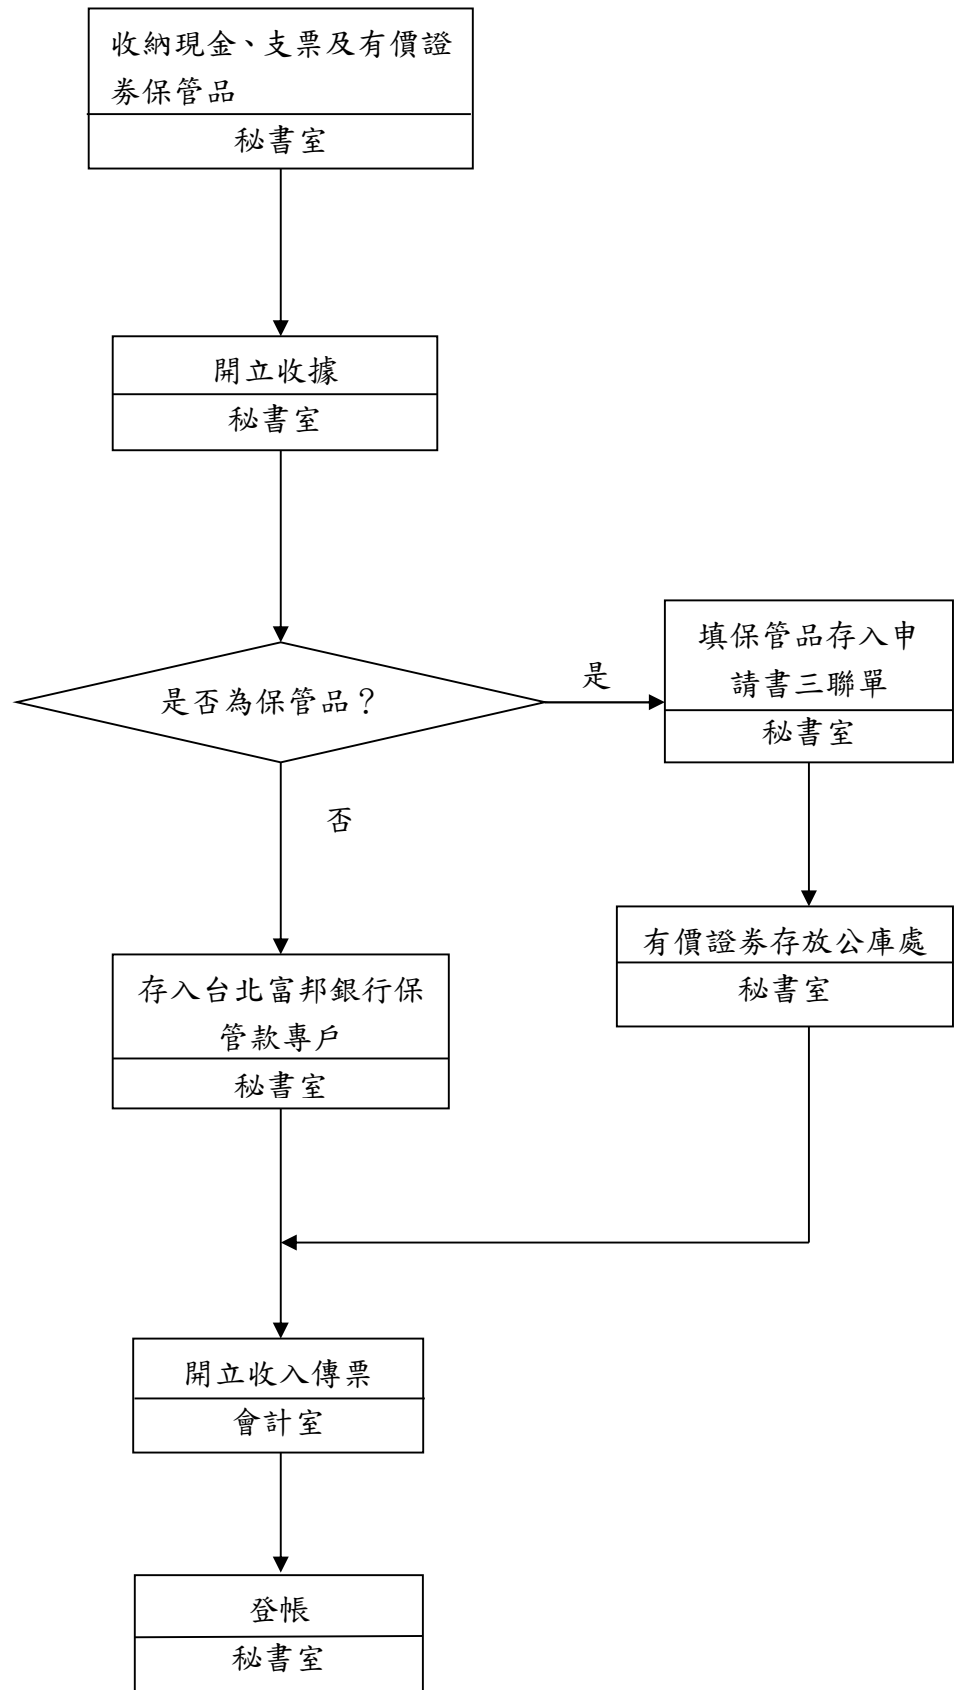 收納現金、支票及有價證
券保管品
秘書室
開立收據
秘書室
是否為保管品？
是
填保管品存入申
請書三聯單
秘書室
否
有價證券存放公庫處
秘書室
存入台北富邦銀行保
管款專戶
秘書室
開立收入傳票
會計室
登帳
秘書室